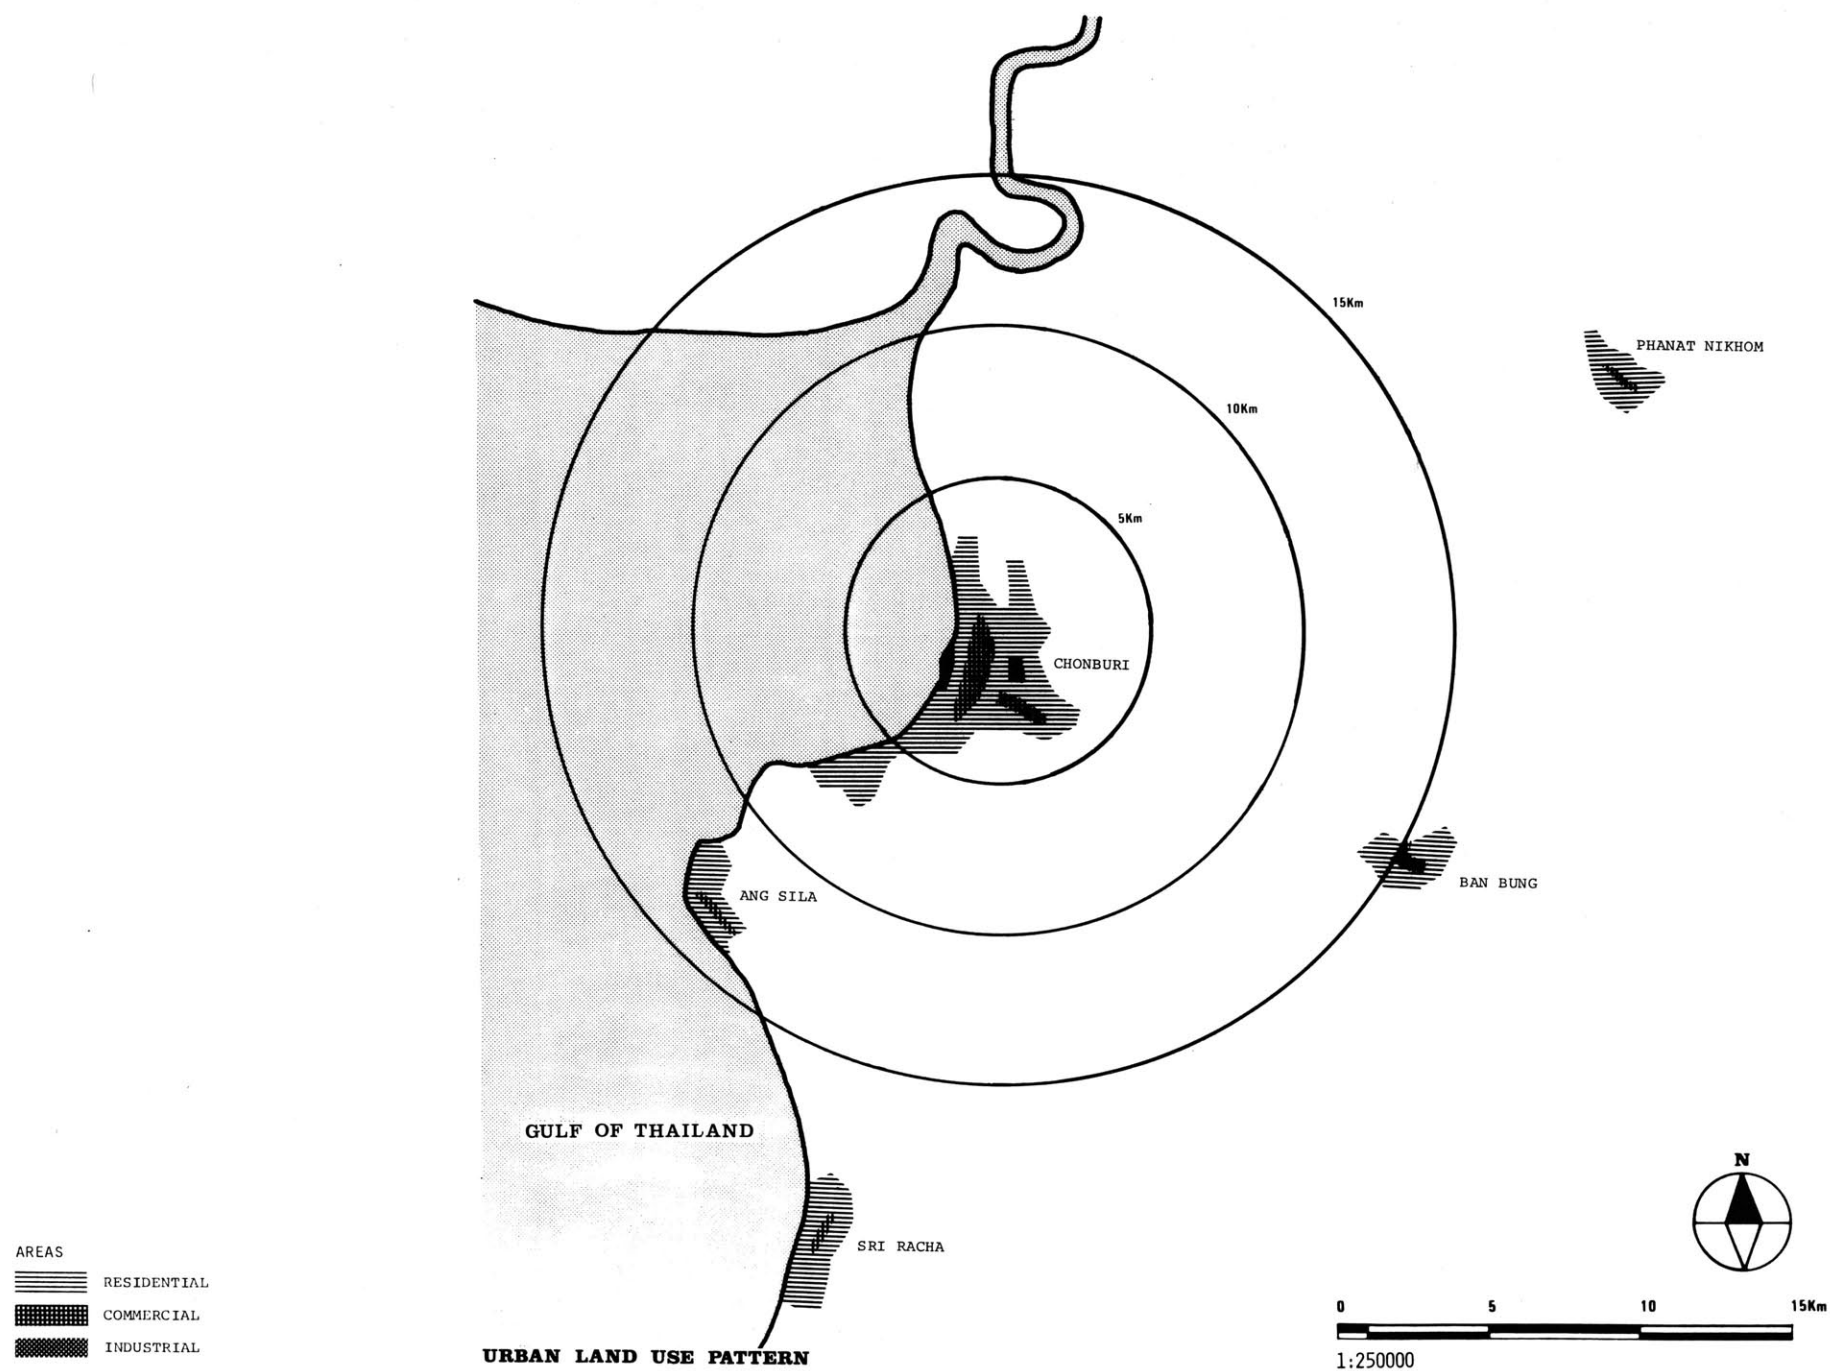 15Km
PHANAT NIKHOM
10Km
5Km
CHONBURI
BAN BUNG
ANG SILA
GULF OF THAILAND
N
SRI RACHA
AREAS
RESIDENTIAL
COMMERCIAL
INDUSTRIAL
0 5 10 15Km
1:250000
URBAN LAND USE PATTERN